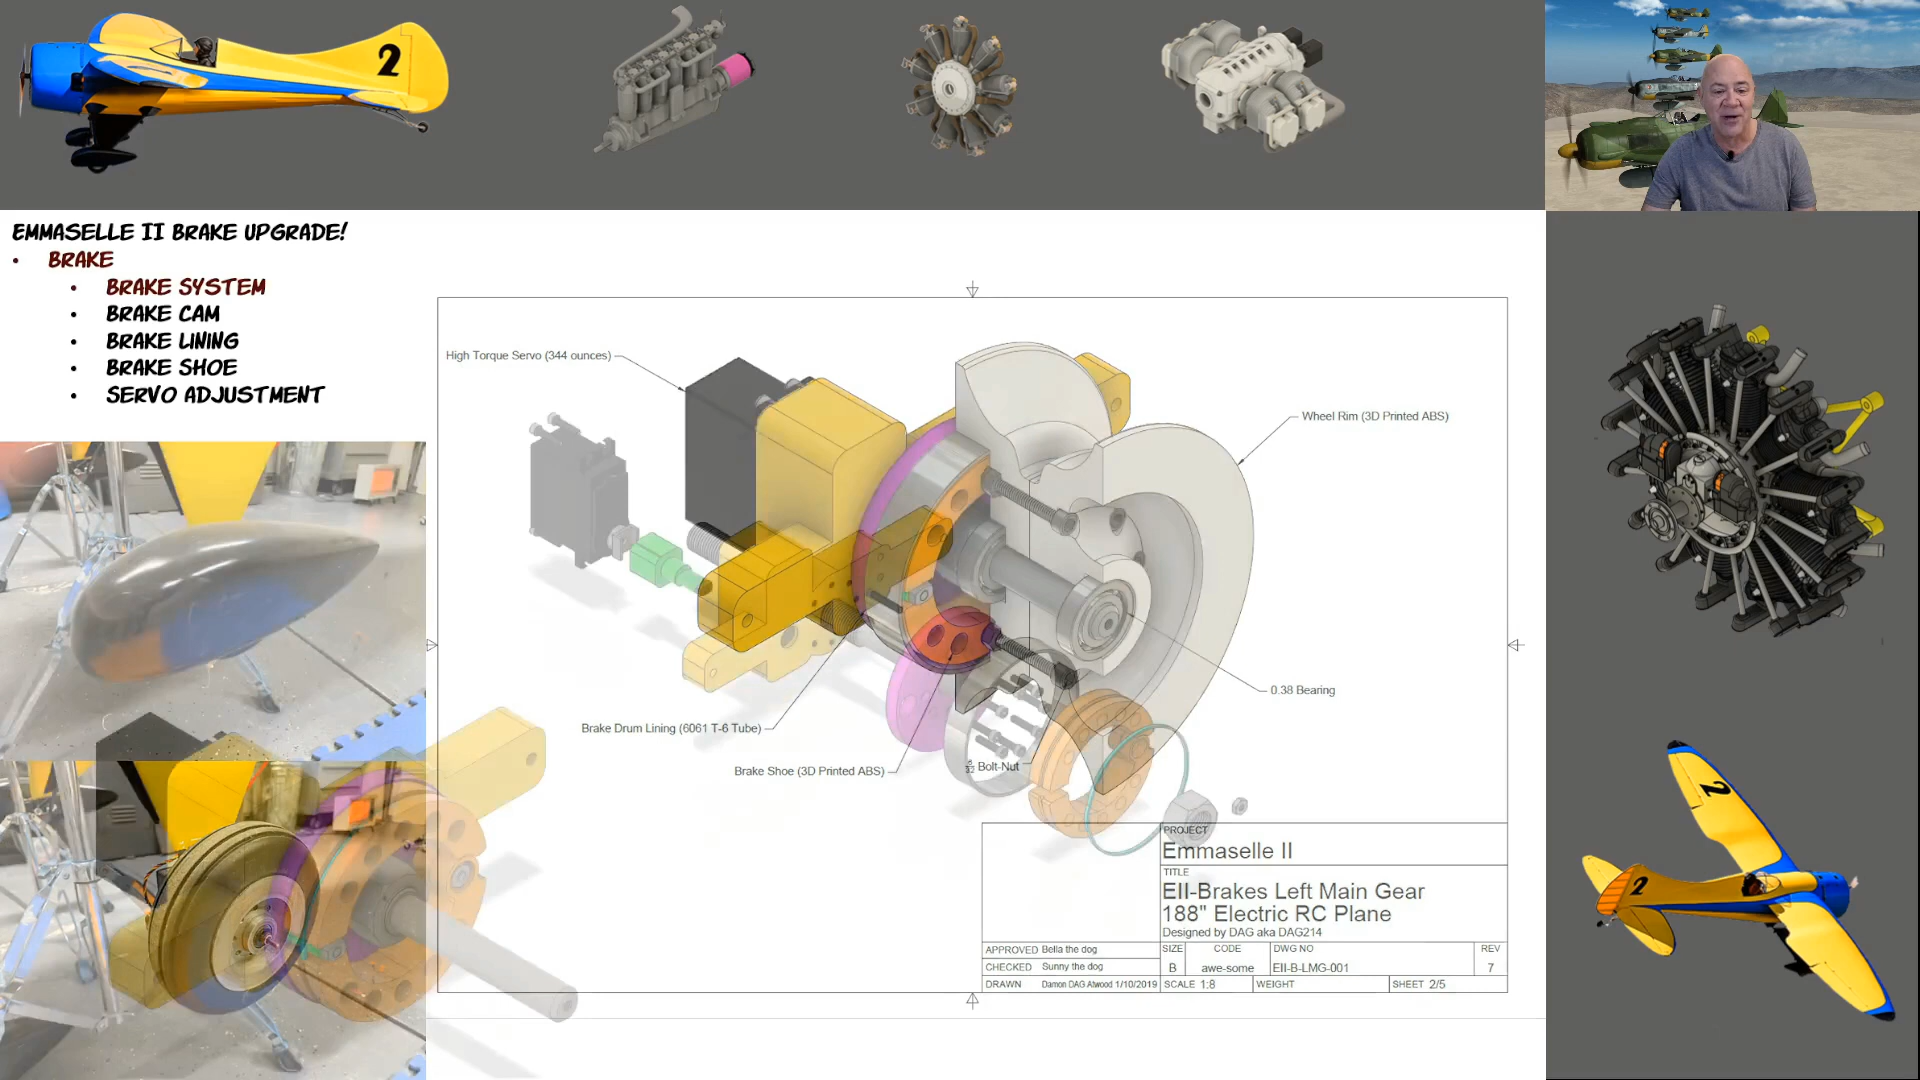 2
EMMASELLE II BRAKE UPGRADE!
• BRAKE
• BRAKE SYSTEM
• BRAKE CAM
• BRAKE LINING
• BRAKE SHOE
• SERVO ADJUSTMENT
High Torque Servo (344 ounces)
Wheel Rim (3D Printed ABS)
0.38 Bearing
Brake Drum Lining (6061 T-6 Tube)
Brake Shoe (3D Printed ABS)
Bolt-Nut
PROJECT
Emmaselle II
TITLE
EII-Brakes Left Main Gear
188" Electric RC Plane
Designed by DAG aka DAG214
APPROVED Bella the dog
CHECKED Sunny the dog
DRAWN Damon DAG Atwood 1/10/2019
SIZE
B
CODE
awe-some
DWG NO
EII-B-LMG-001
REV
7
SCALE 1:8
WEIGHT
SHEET 2/5
2
2